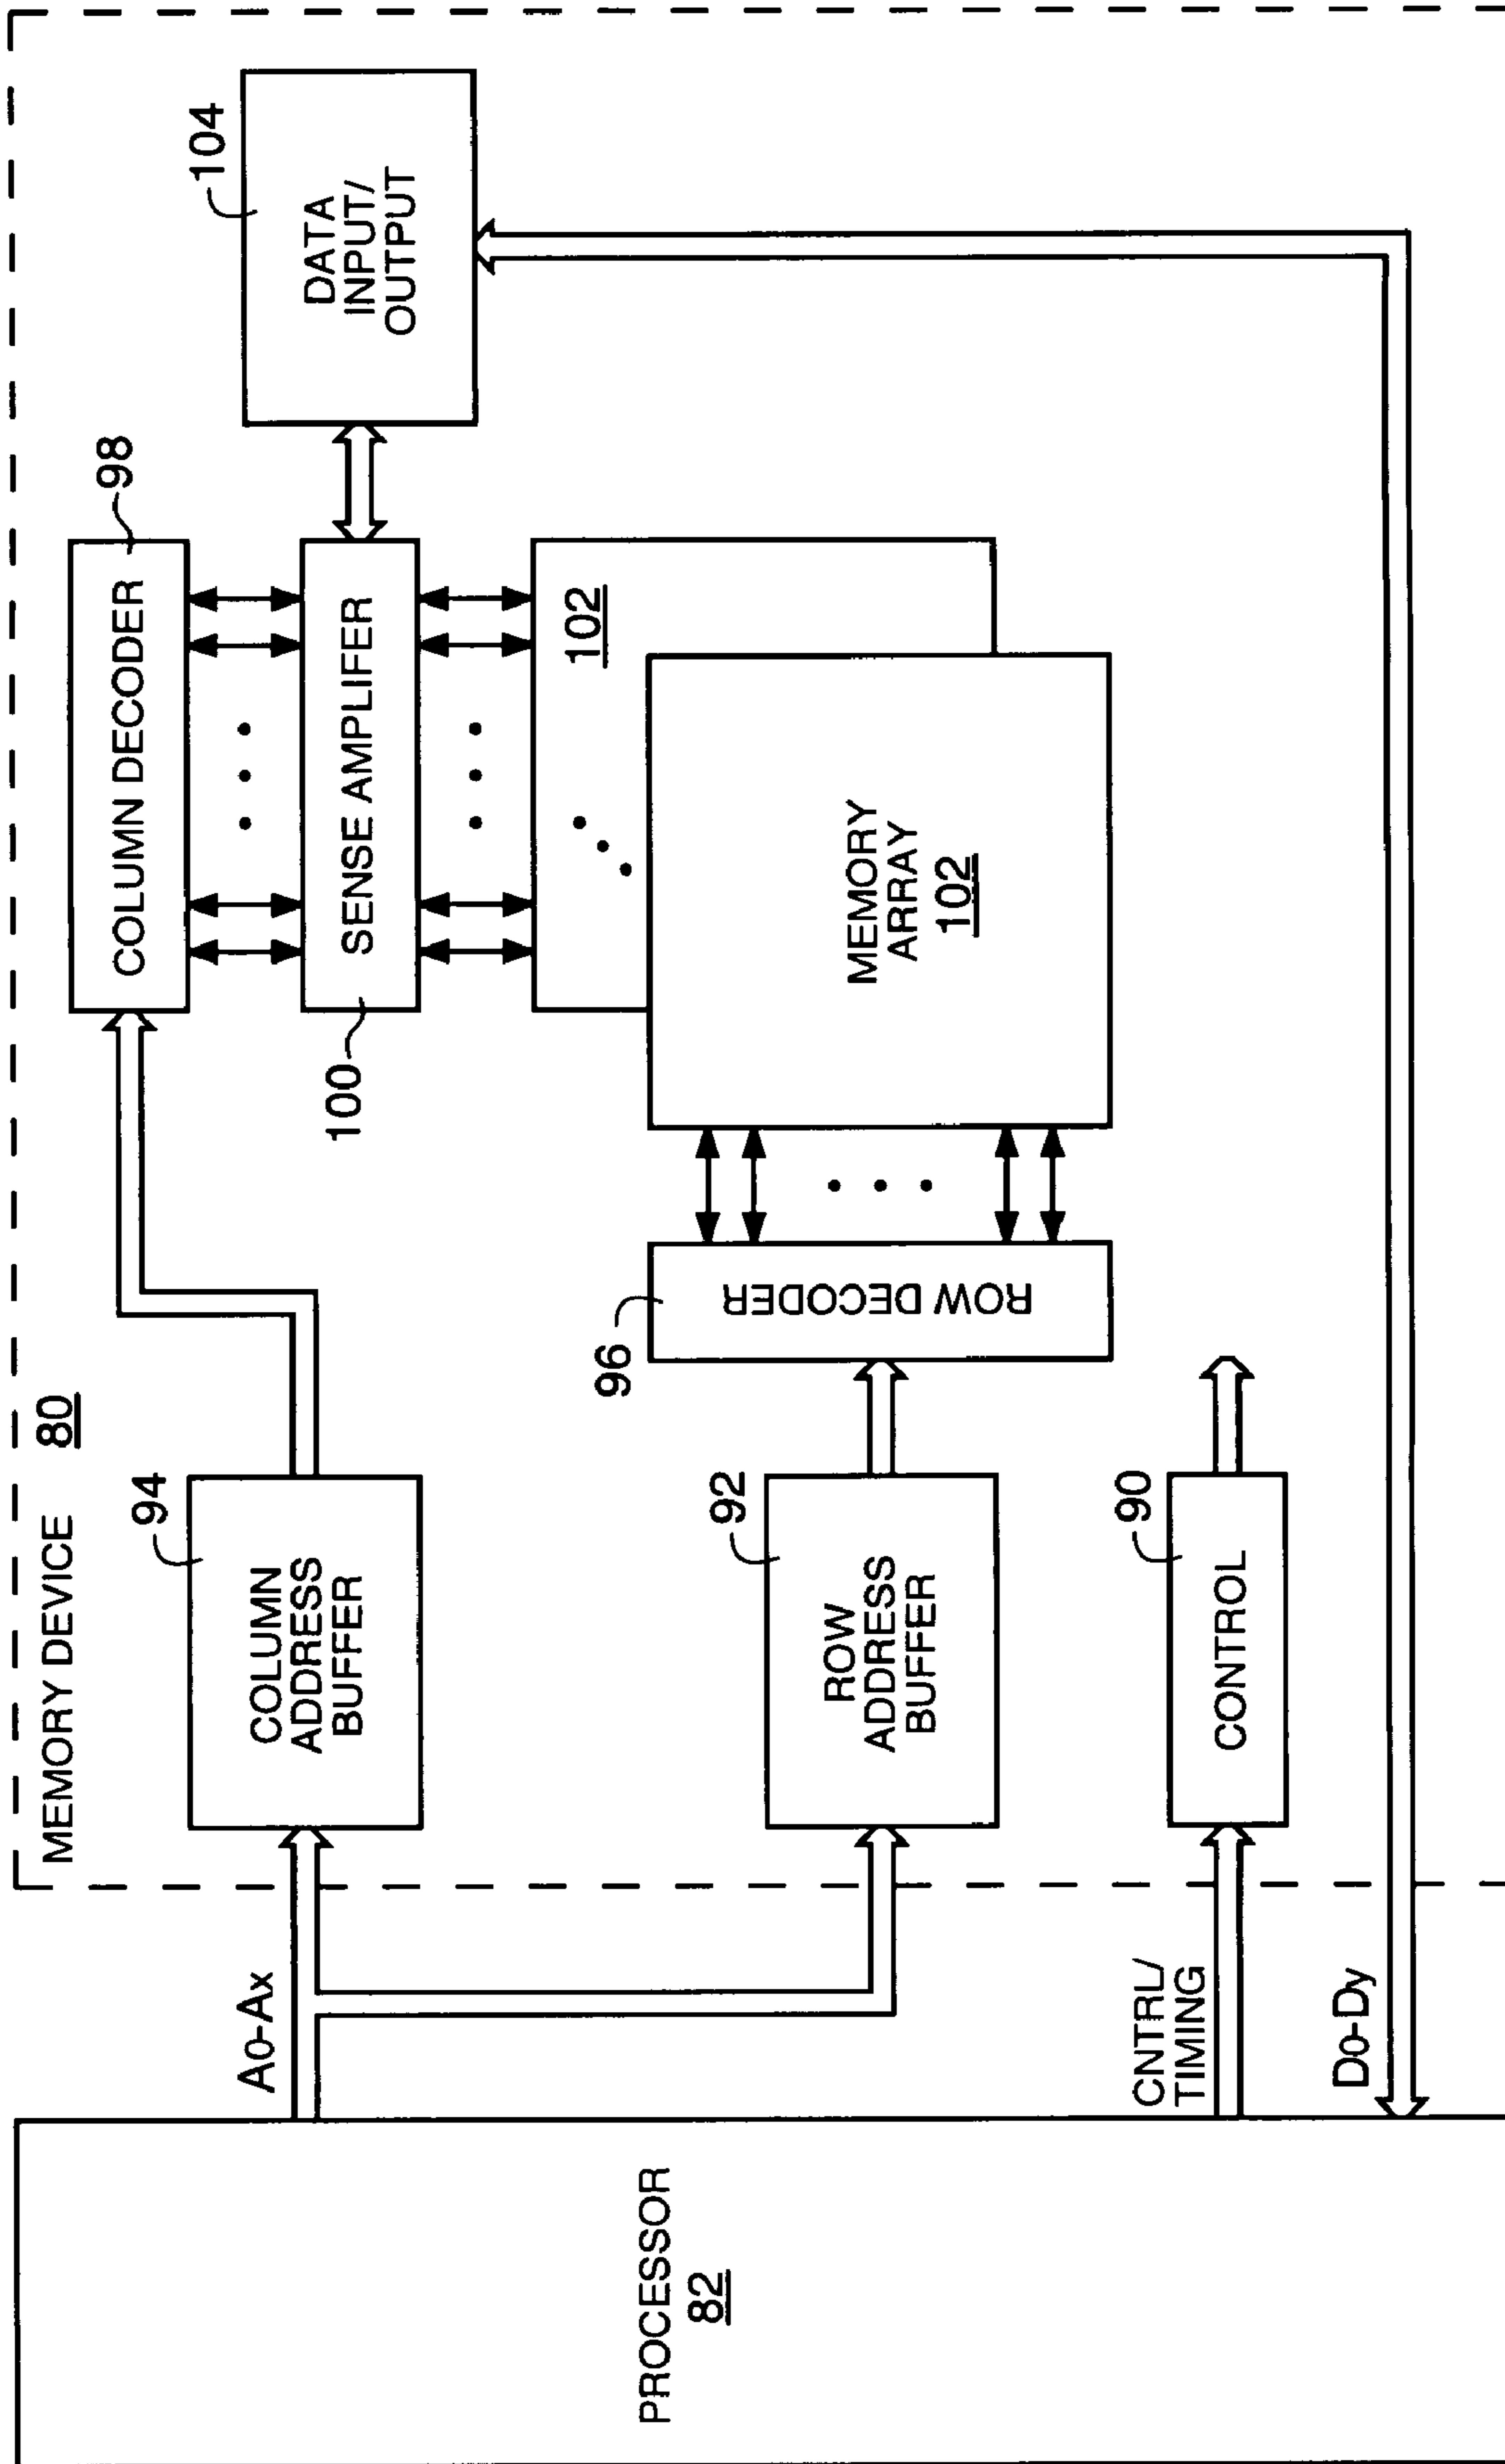 MEMORY DEVICE 80
COLUMN DECODER
98
SENSE AMPLIFER
100
104
DATA
INPUT/
OUTPUT
94
COLUMN
ADDRESS
BUFFER
A0-Ax
102
MEMORY
ARRAY
102
96
ROW DECODER
92
ROW
ADDRESS
BUFFER
PROCESSOR
82
90
CONTROL
CNTRL/
TIMING
D0-Dy